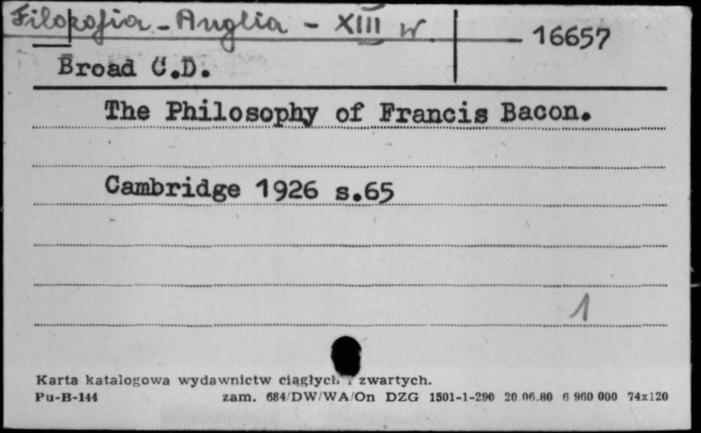 Filozofia - Anglia - XIII w
16657
Broad C.D.
The Philosophy of Francis Bacon.
Cambridge 1926 s.65
1
Karta katalogowa wydawnictw ciągłych i zwartych.
Pu-B-144 zam. 684/DW/WA/On DZG 1501-1-290 20.06.80 6 960 000 74x120